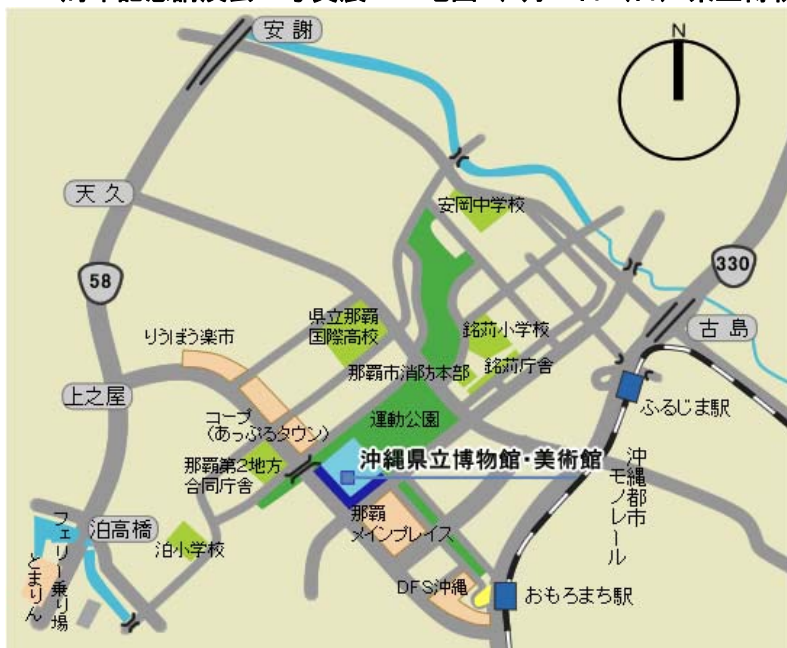 安謝
N
天久
安岡中学校
58
330
県立那覇
国際高校
りうぼう楽市
銘苅小学校
古島
那覇市消防本部
銘苅庁舎
上之屋
ふるじま駅
コープ
(あっぷるタウン)
運動公園
那覇第2地方
合同庁舎
沖縄県立博物館・美術館
沖縄都市
モノレール
那覇
メインプレイス
泊高橋
泊小学校
フェリー乗り場
とまりん
DFS沖縄
おもろまち駅